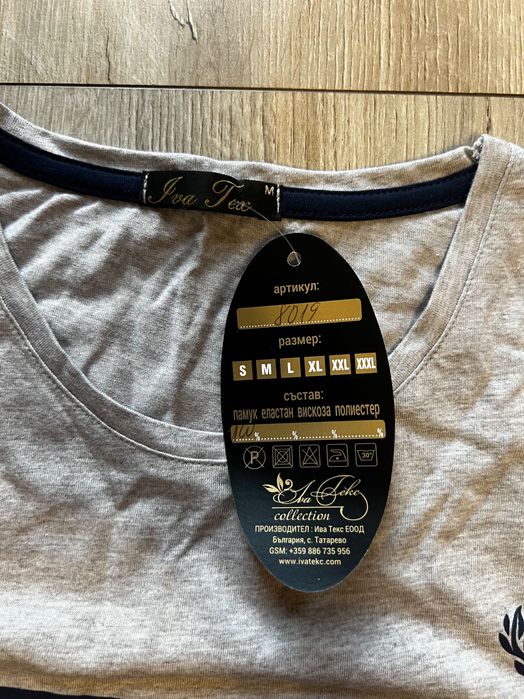 Iva Tex M
артикул:
8019
размер:
S M L XL XXL XXXL
състав:
памук еластан вискоза полиестер
100 % % % %
P 30°
Ива Текс
collection
ПРОИЗВОДИТЕЛ : Ива Текс ЕООД
България, с. Татарево
GSM: +359 886 735 956
www.ivatekc.com